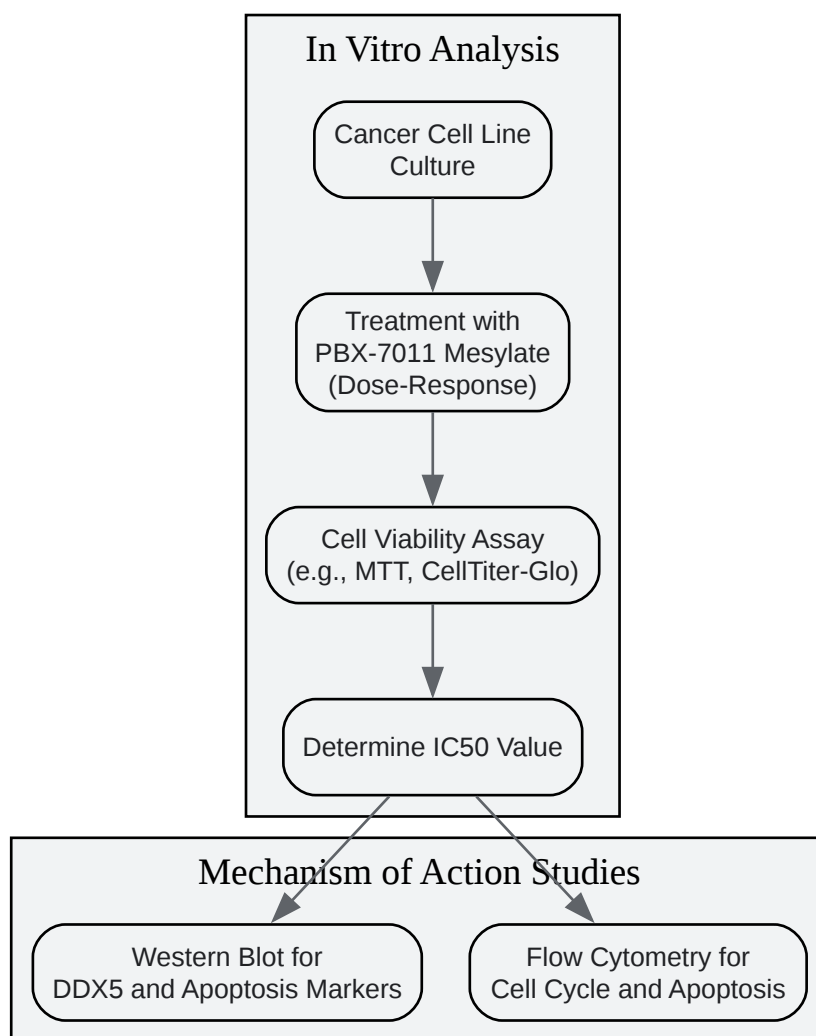 In Vitro Analysis
Cancer Cell Line
Culture
Treatment with
PBX-7011 Mesylate
(Dose-Response)
Cell Viability Assay
(e.g., MTT, CellTiter-Glo)
Determine IC50 Value
Mechanism of Action Studies
Western Blot for
DDX5 and Apoptosis Markers
Flow Cytometry for
Cell Cycle and Apoptosis